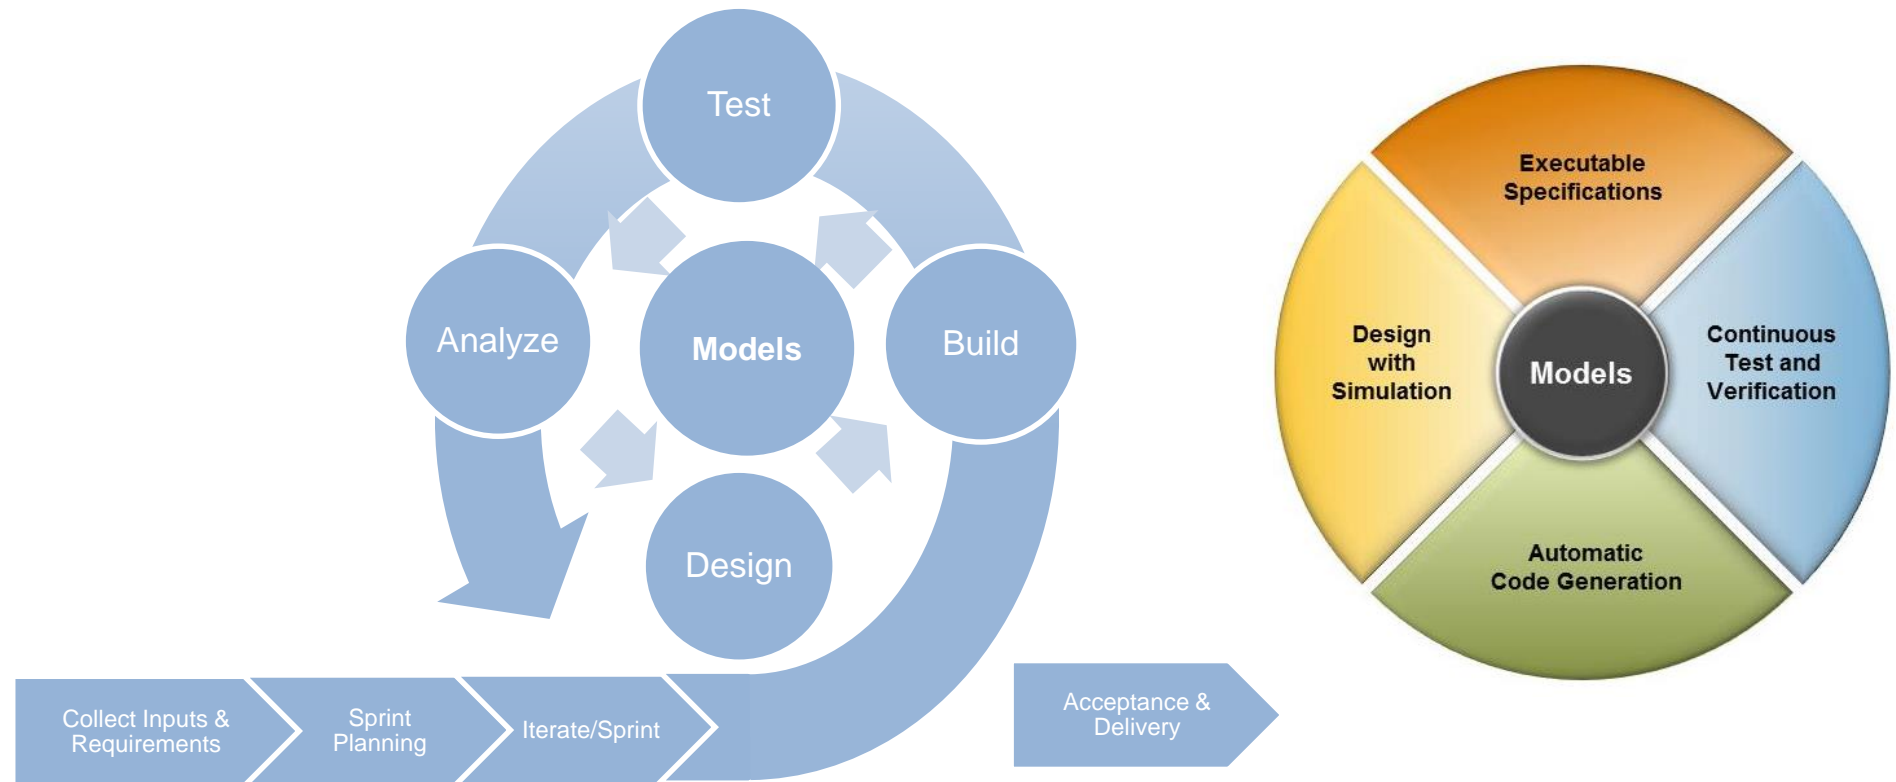 Test
Analyze
Models
Build
Design
Collect Inputs &
Requirements
Sprint
Planning
Iterate/Sprint
Acceptance &
Delivery
Executable
Specifications
Design
with
Simulation
Models
Continuous
Test and
Verification
Automatic
Code Generation